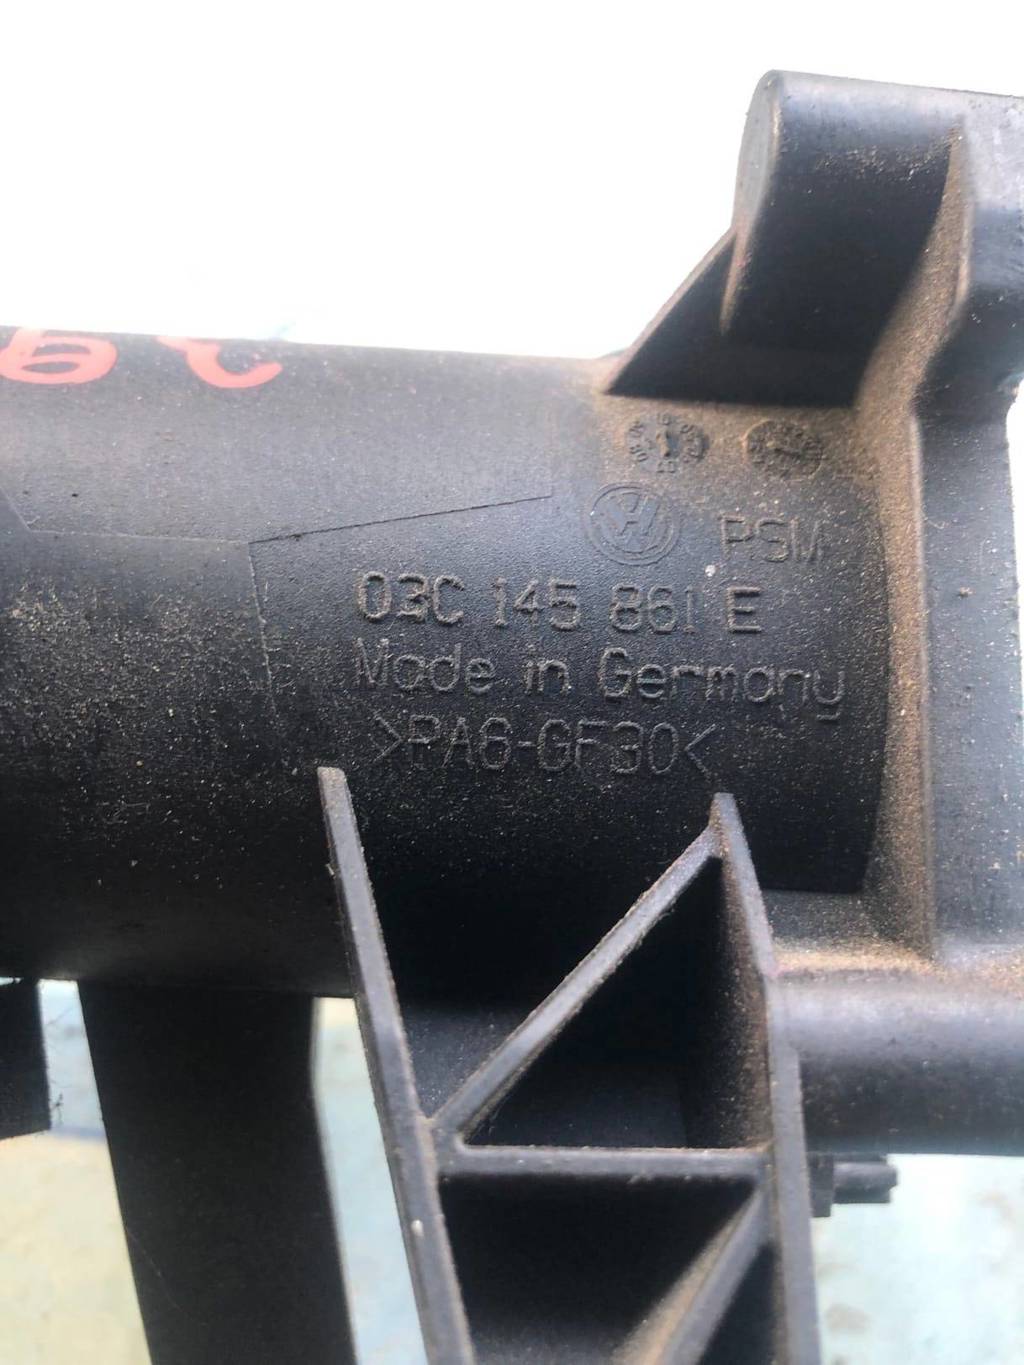 PSM
03C 145 861 E
Made in Germany
>PA6-GF30<